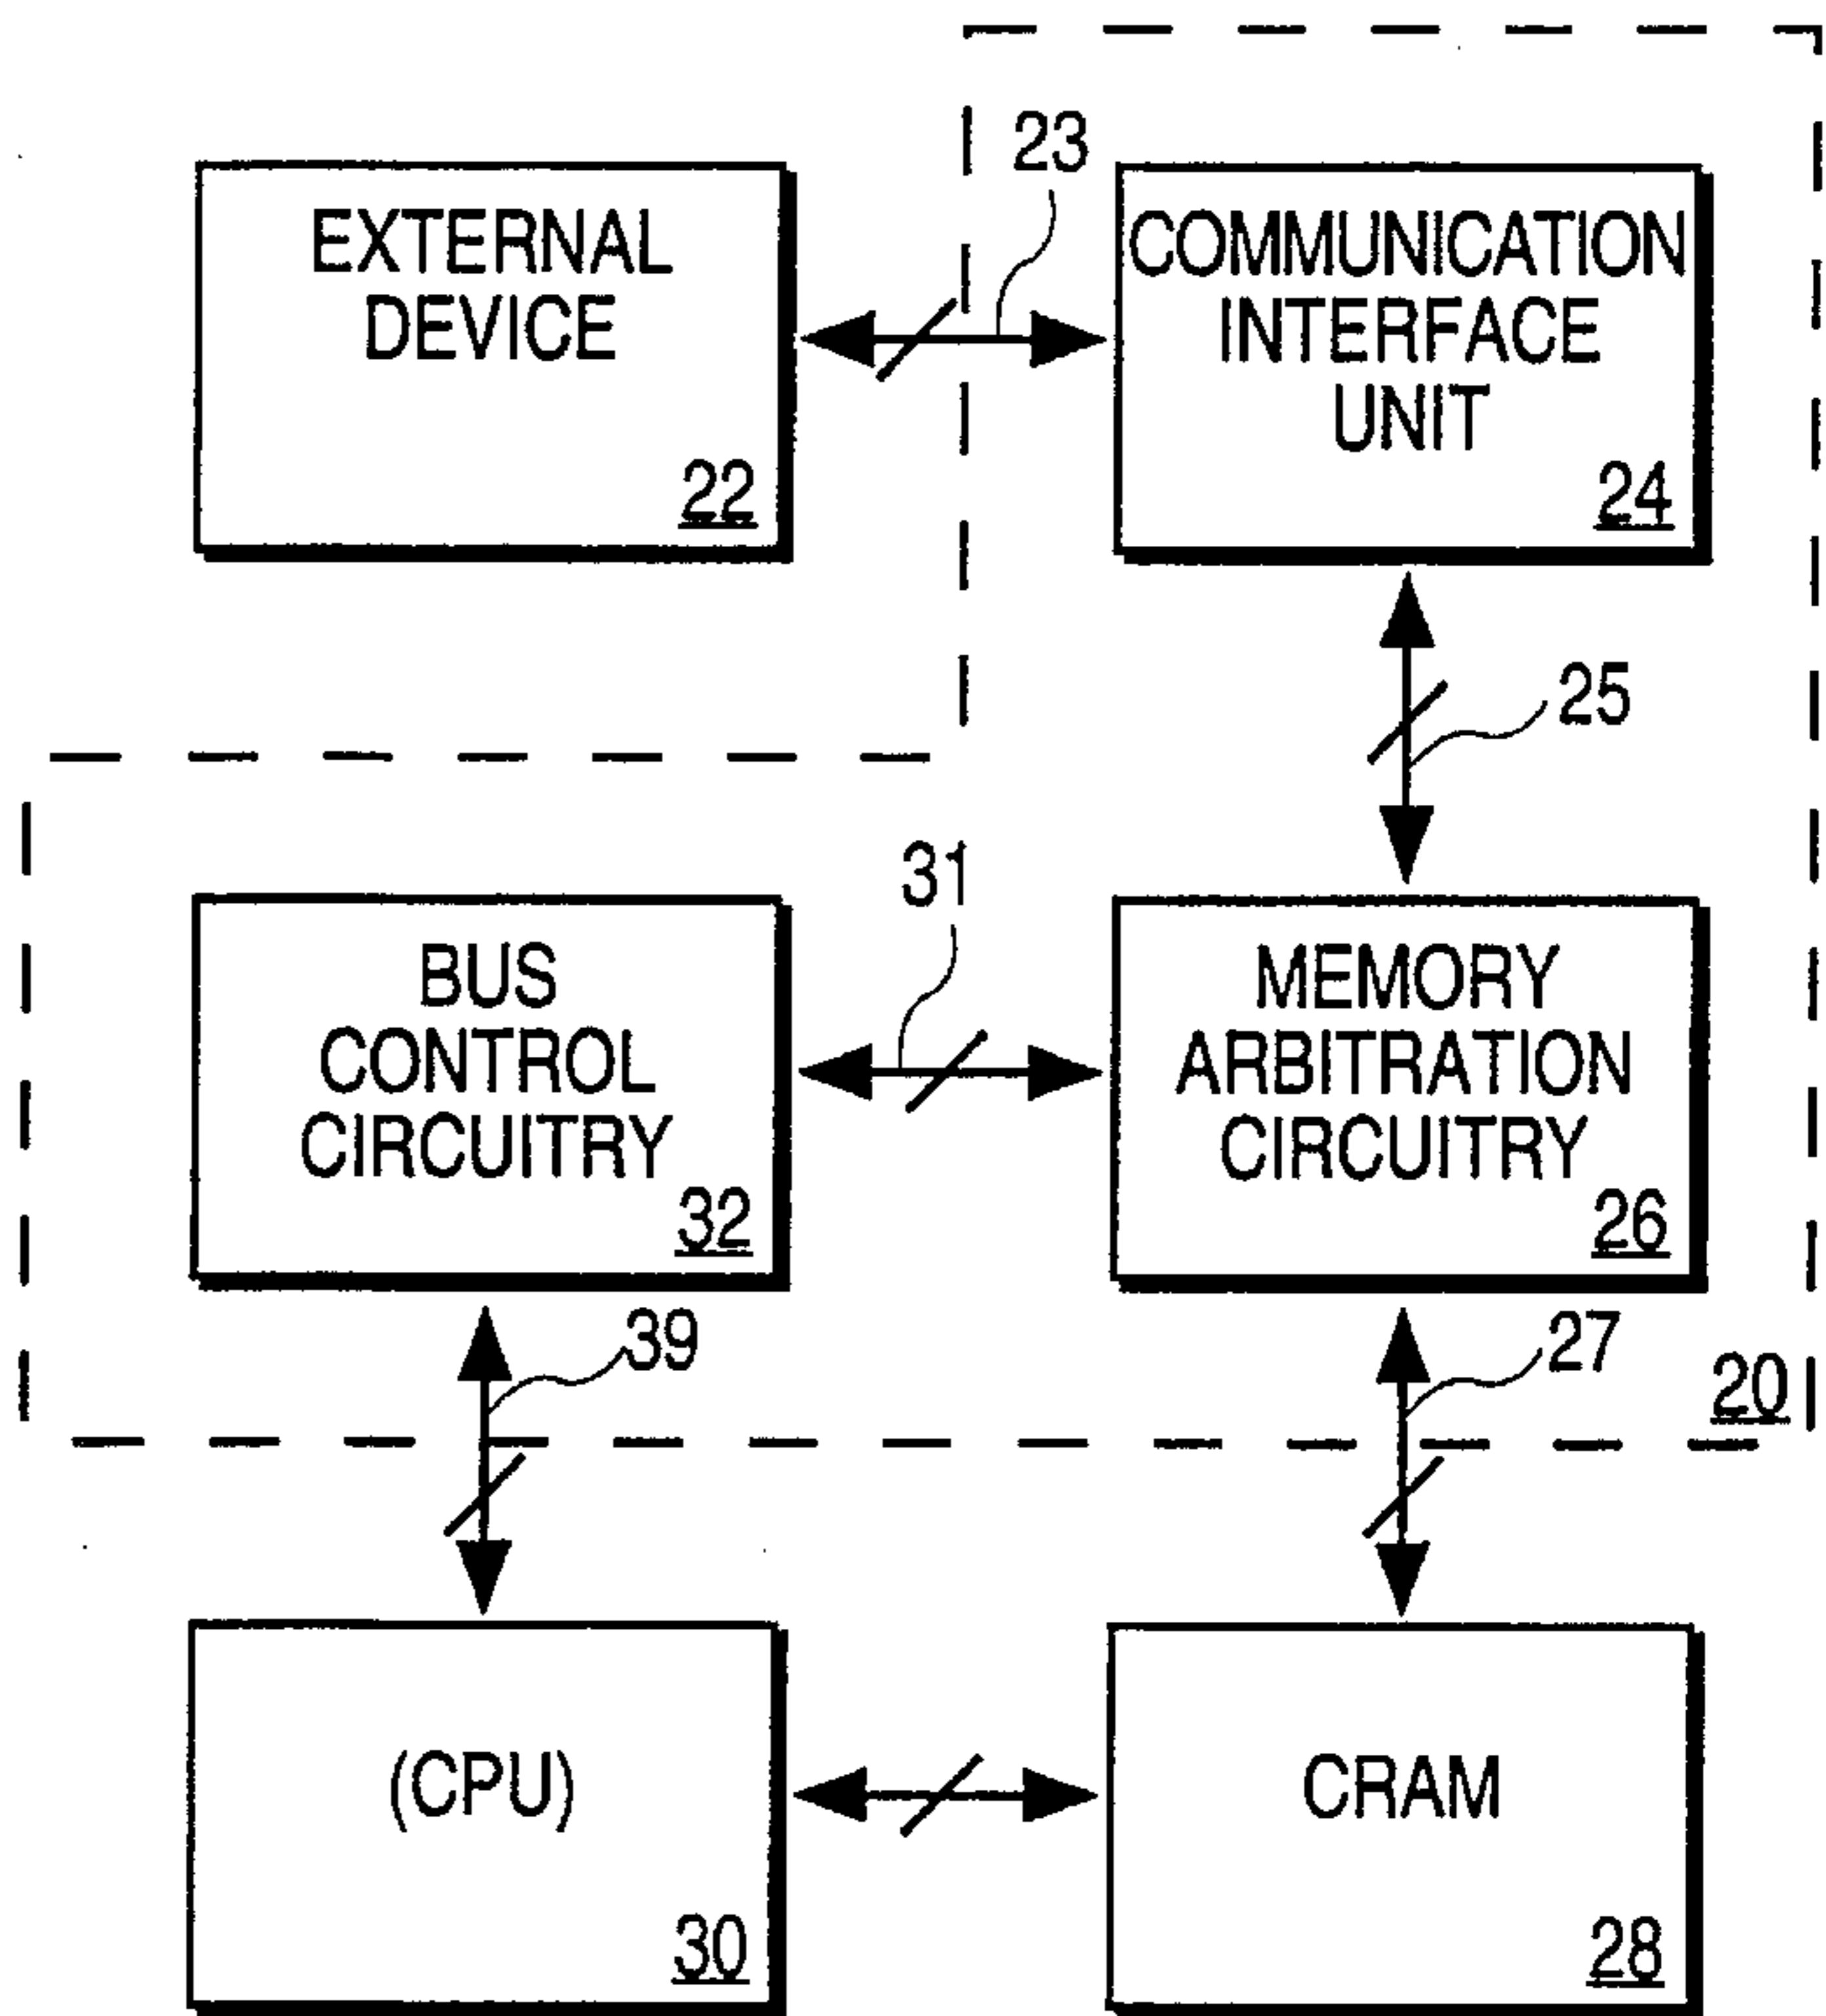 23
EXTERNAL
DEVICE
22
COMMUNICATION
INTERFACE
UNIT
24
25
31
BUS
CONTROL
CIRCUITRY
32
MEMORY
ARBITRATION
CIRCUITRY
26
39
27
20
(CPU)
30
CRAM
28